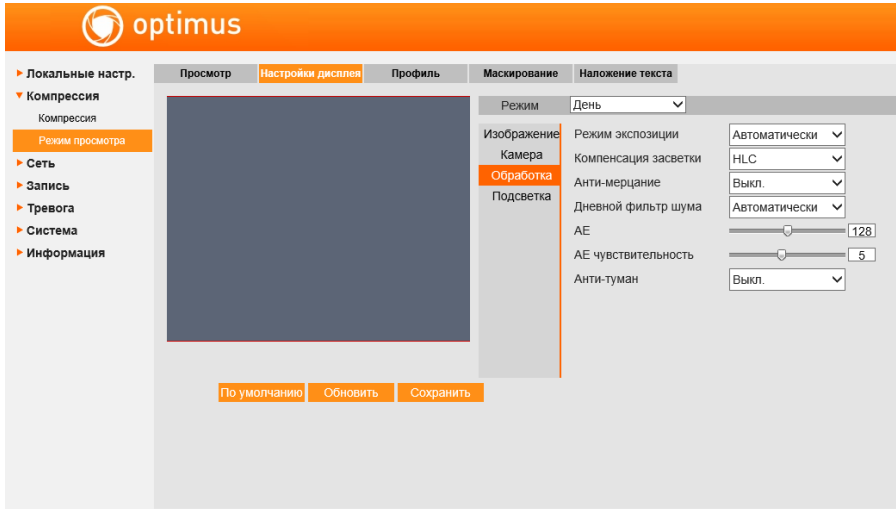 optimus
Локальные настр.
Компрессия
Компрессия
Режим просмотра
Сеть
Запись
Тревога
Система
Информация
Просмотр Настройки дисплея Профиль Маскирование Наложение текста
Режим День
Изображение
Камера
Обработка
Подсветка
Режим экспозиции Автоматически
Компенсация засветки HLC
Анти-мерцание Выкл.
Дневной фильтр шума Автоматически
AE 128
AE чувствительность 5
Анти-туман Выкл.
По умолчанию Обновить Сохранить